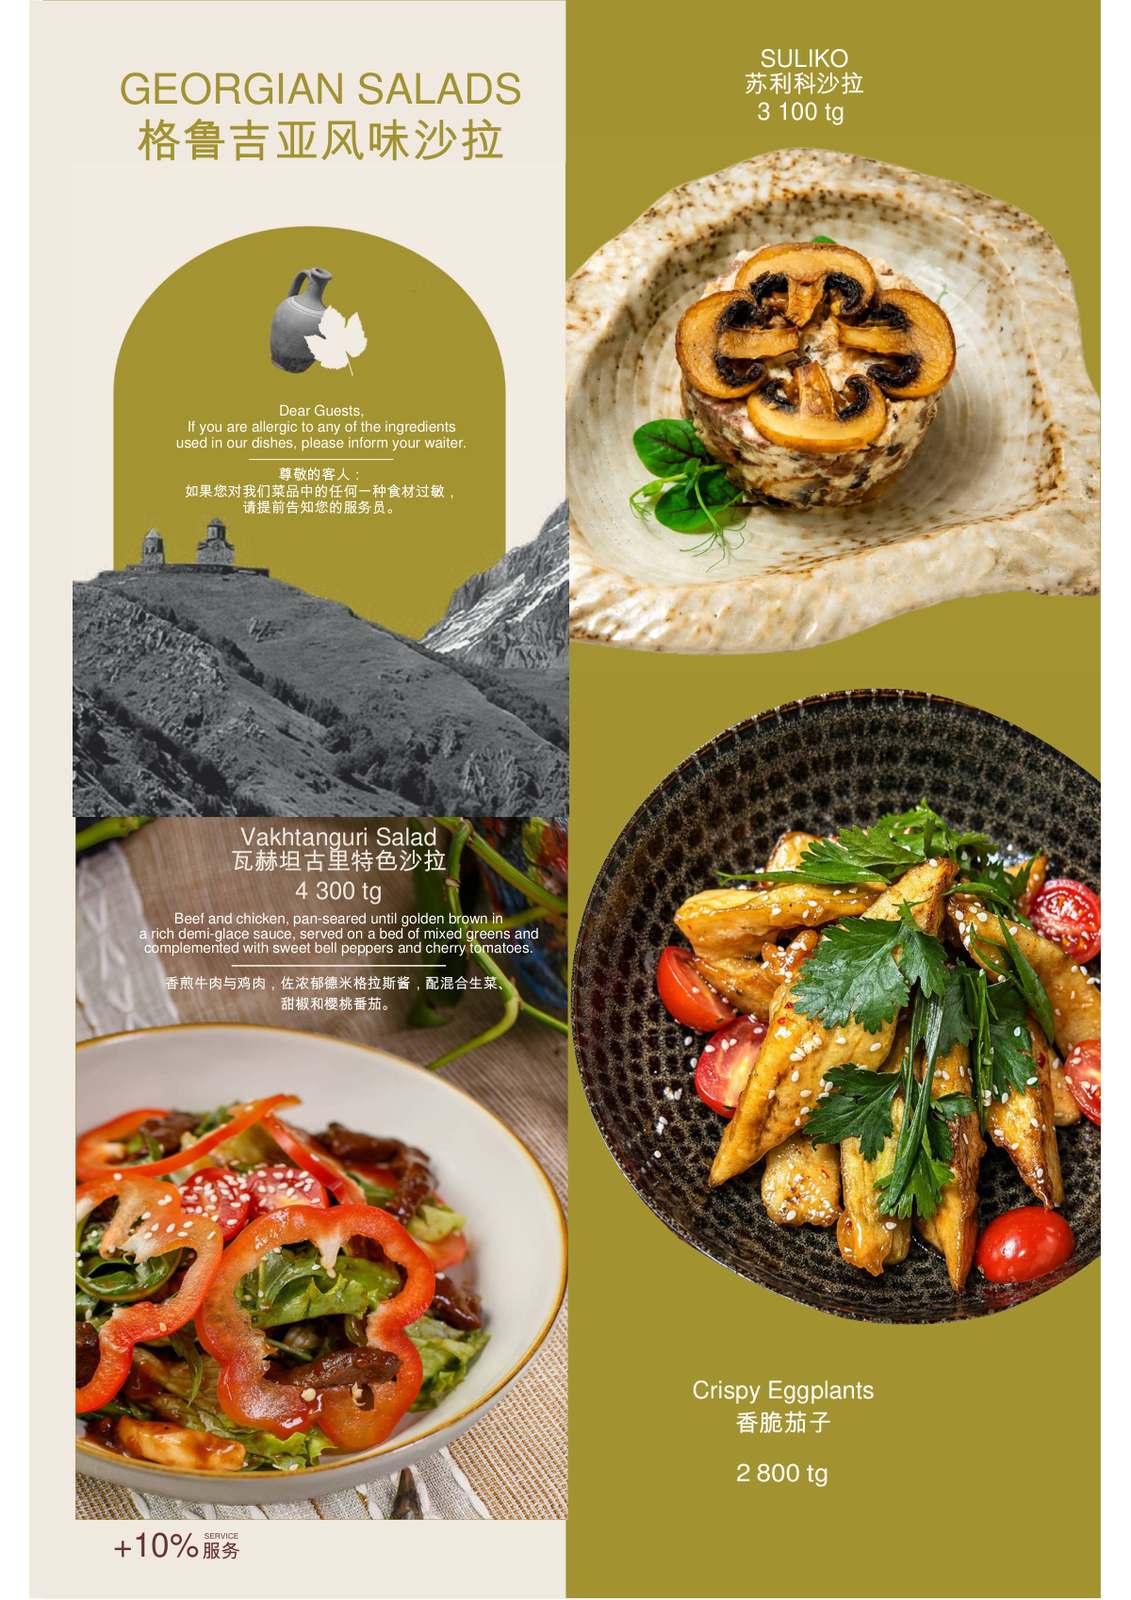 GEORGIAN SALADS
格鲁吉亚风味沙拉
Dear Guests,
If you are allergic to any of the ingredients
used in our dishes, please inform your waiter.
尊敬的客人：
如果您对我们菜品中的任何一种食材过敏，
请提前告知您的服务员。
Vakhtanguri Salad
瓦赫坦古里特色沙拉
4 300 tg
Beef and chicken, pan-seared until golden brown in
a rich demi-glace sauce, served on a bed of mixed greens and
complemented with sweet bell peppers and cherry tomatoes.
香煎牛肉与鸡肉，佐浓郁德米格拉斯酱，配混合生菜、
甜椒和樱桃番茄。
+10% SERVICE
服务
SULIKO
苏利科沙拉
3 100 tg
Crispy Eggplants
香脆茄子
2 800 tg